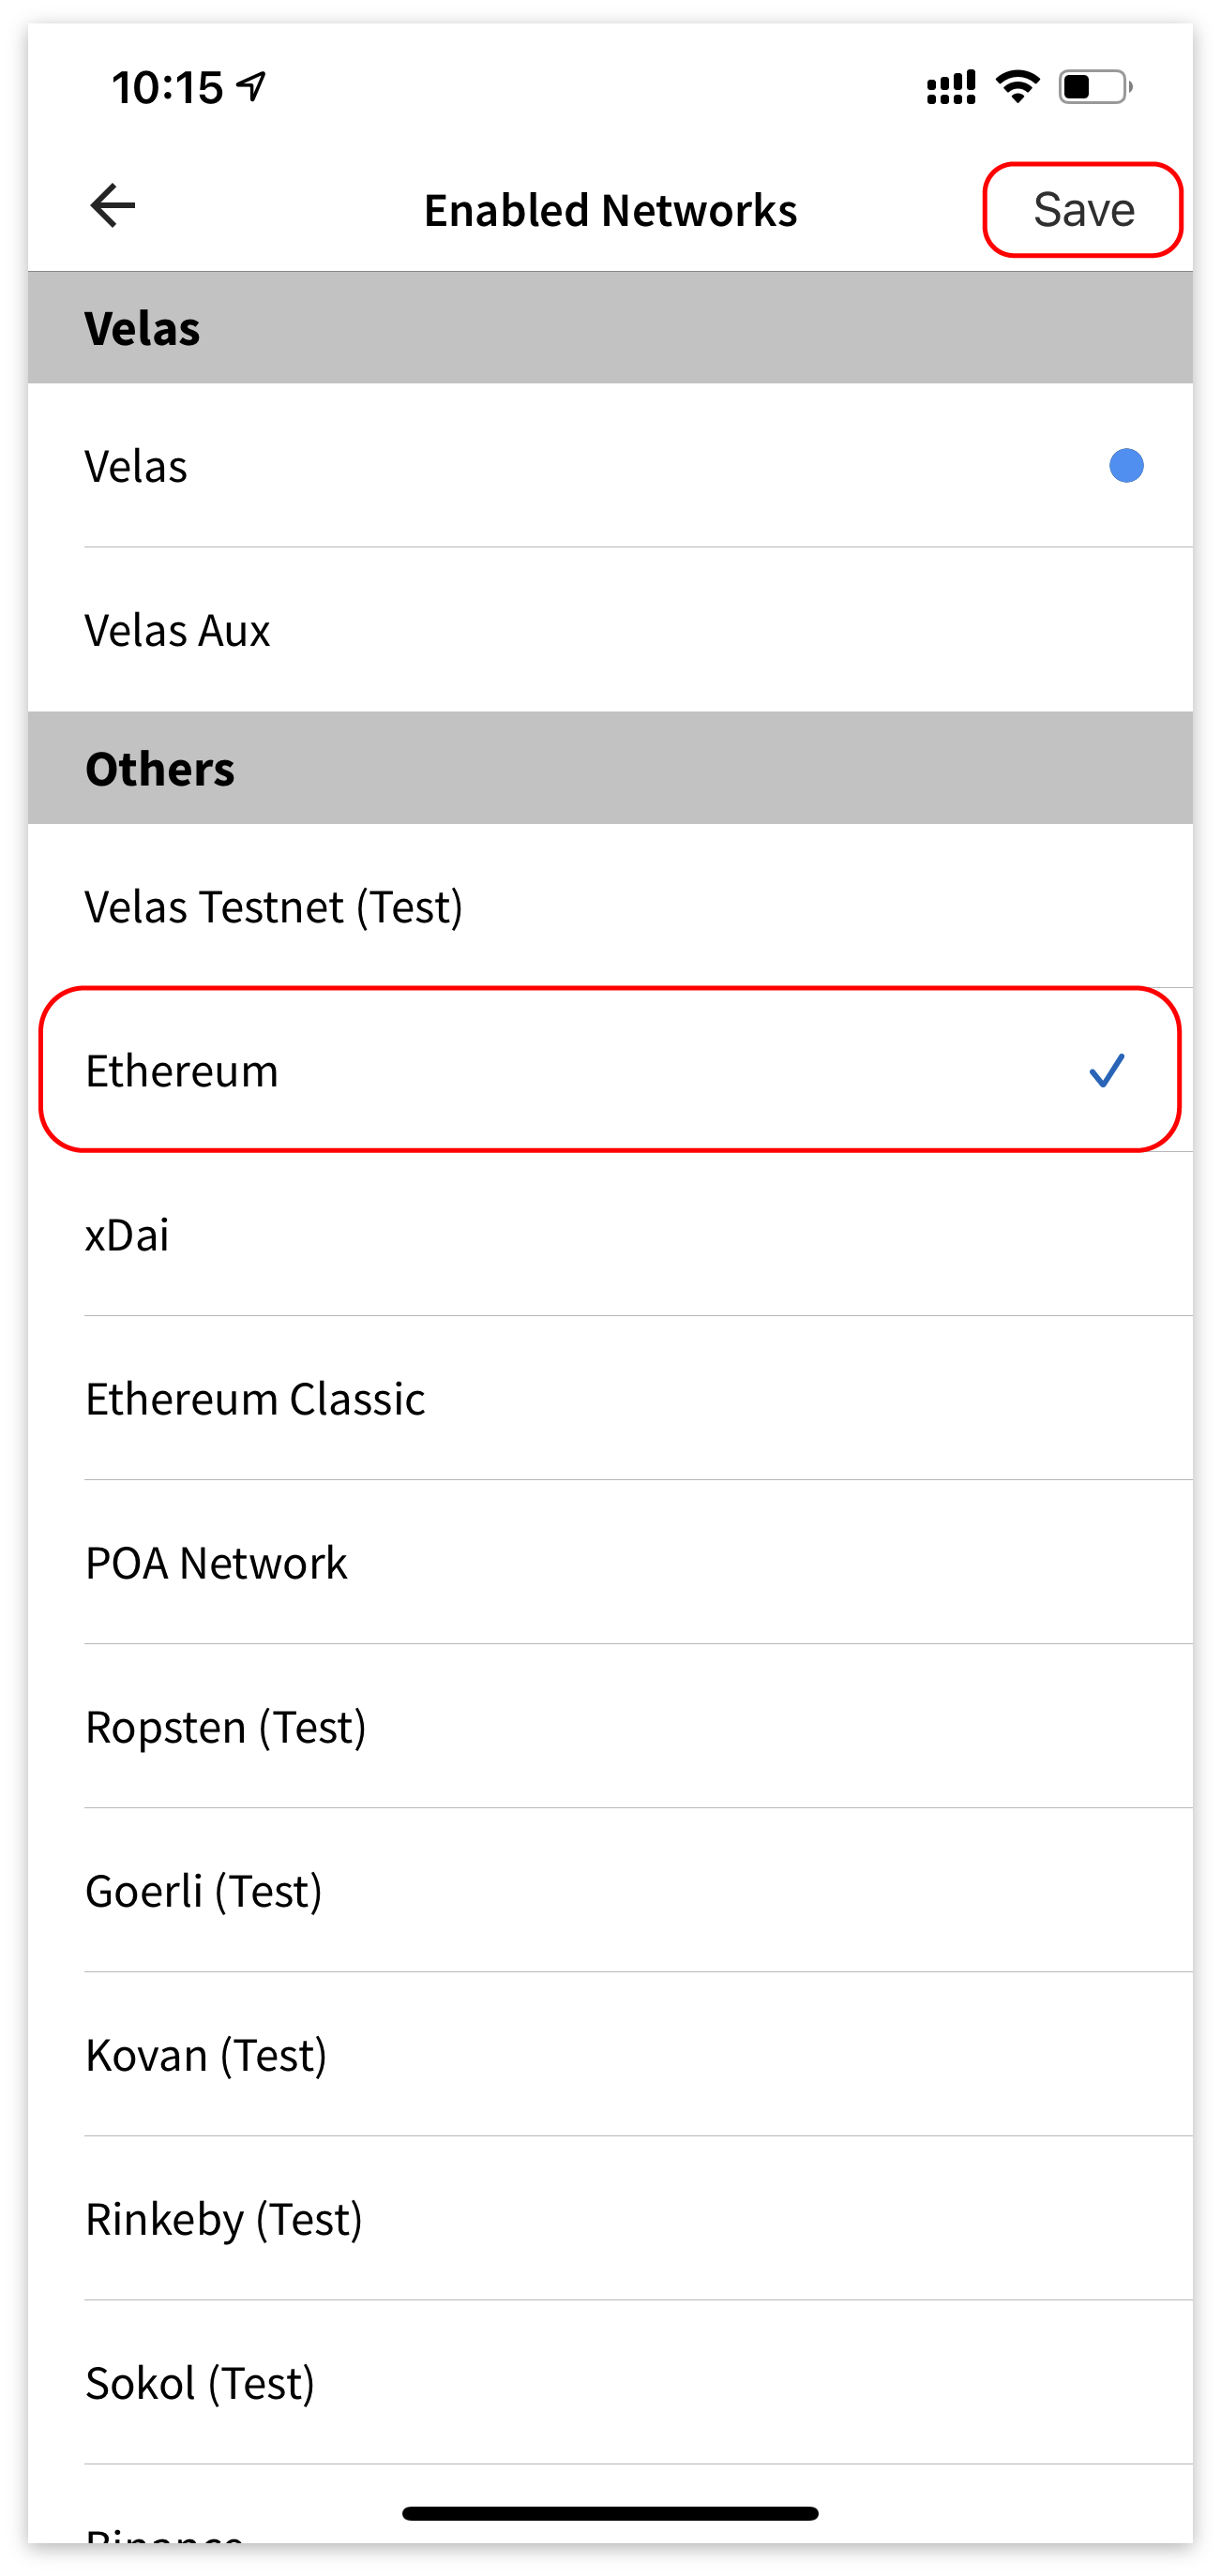 10:15
Enabled Networks
Save
Velas
Velas
Velas Aux
Others
Velas Testnet (Test)
Ethereum
xDai
Ethereum Classic
POA Network
Ropsten (Test)
Goerli (Test)
Kovan (Test)
Rinkeby (Test)
Sokol (Test)
Binance